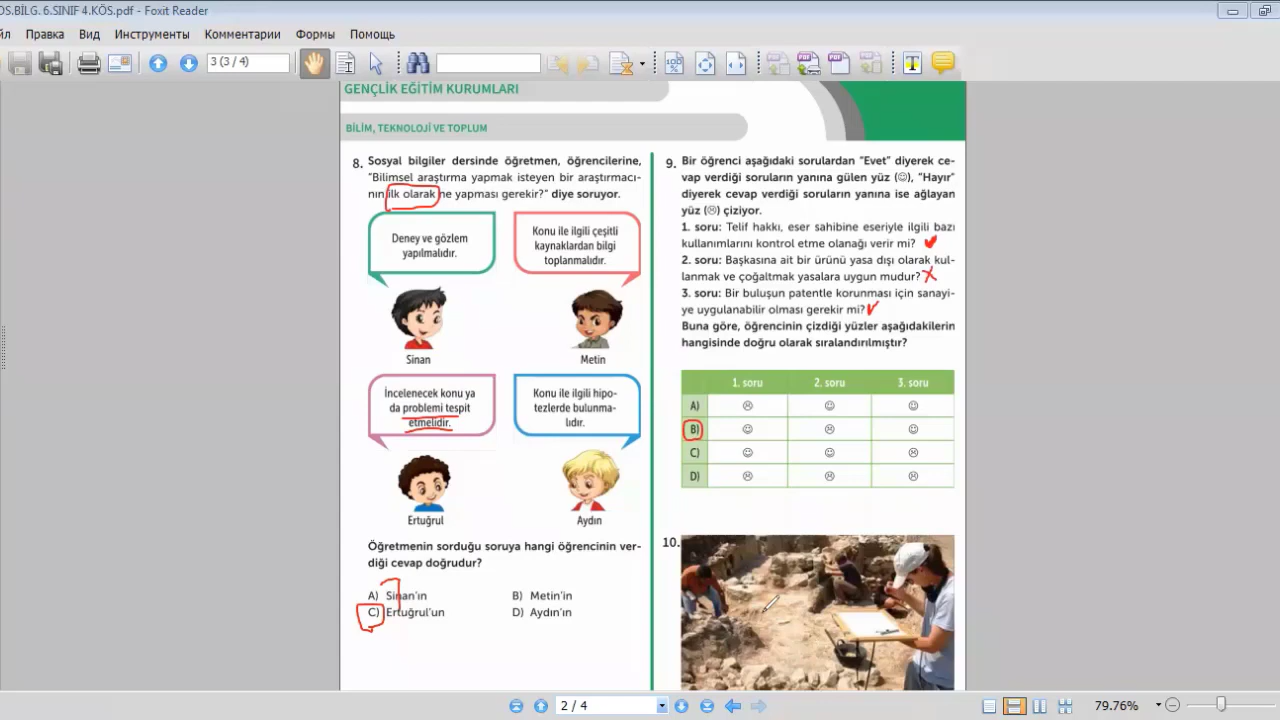 OS.BİLG. 6.SINIF 4.KÖS.pdf - Foxit Reader
Правка Вид Инструменты Комментарии Формы Помощь
3 (3 / 4)
GENÇLİK EĞİTİM KURUMLARI
BİLİM, TEKNOLOJİ VE TOPLUM
8. Sosyal bilgiler dersinde öğretmen, öğrencilerine,
"Bilimsel araştırma yapmak isteyen bir araştırmacı-
nın ilk olarak ne yapması gerekir?" diye soruyor.
Deney ve gözlem
yapılmalıdır.
Konu ile ilgili çeşitli
kaynaklardan bilgi
toplanmalıdır.
Sinan
Metin
İncelenecek konu ya
da problemi tespit
etmelidir.
Konu ile ilgili hipo-
tezlerde bulunma-
lıdır.
Ertuğrul
Aydın
Öğretmenin sorduğu soruya hangi öğrencinin ver-
diği cevap doğrudur?
A) Sinan'ın
B) Metin'in
C) Ertuğrul'un
D) Aydın'ın
9. Bir öğrenci aşağıdaki sorulardan "Evet" diyerek ce-
vap verdiği soruların yanına gülen yüz (☺), "Hayır"
diyerek cevap verdiği soruların yanına ise ağlayan
yüz (☹) çiziyor.
1. soru: Telif hakkı, eser sahibine eseriyle ilgili bazı
kullanımlarını kontrol etme olanağı verir mi?
2. soru: Başkasına ait bir ürünü yasa dışı olarak kul-
lanmak ve çoğaltmak yasalara uygun mudur?
3. soru: Bir buluşun patentle korunması için sanayi-
ye uygulanabilir olması gerekir mi?
Buna göre, öğrencinin çizdiği yüzler aşağıdakilerin
hangisinde doğru olarak sıralandırılmıştır?
1. soru 2. soru 3. soru
A) ☹ ☺ ☺
B) ☺ ☹ ☺
C) ☺ ☺ ☹
D) ☹ ☹ ☹
10.
2 / 4
79.76%